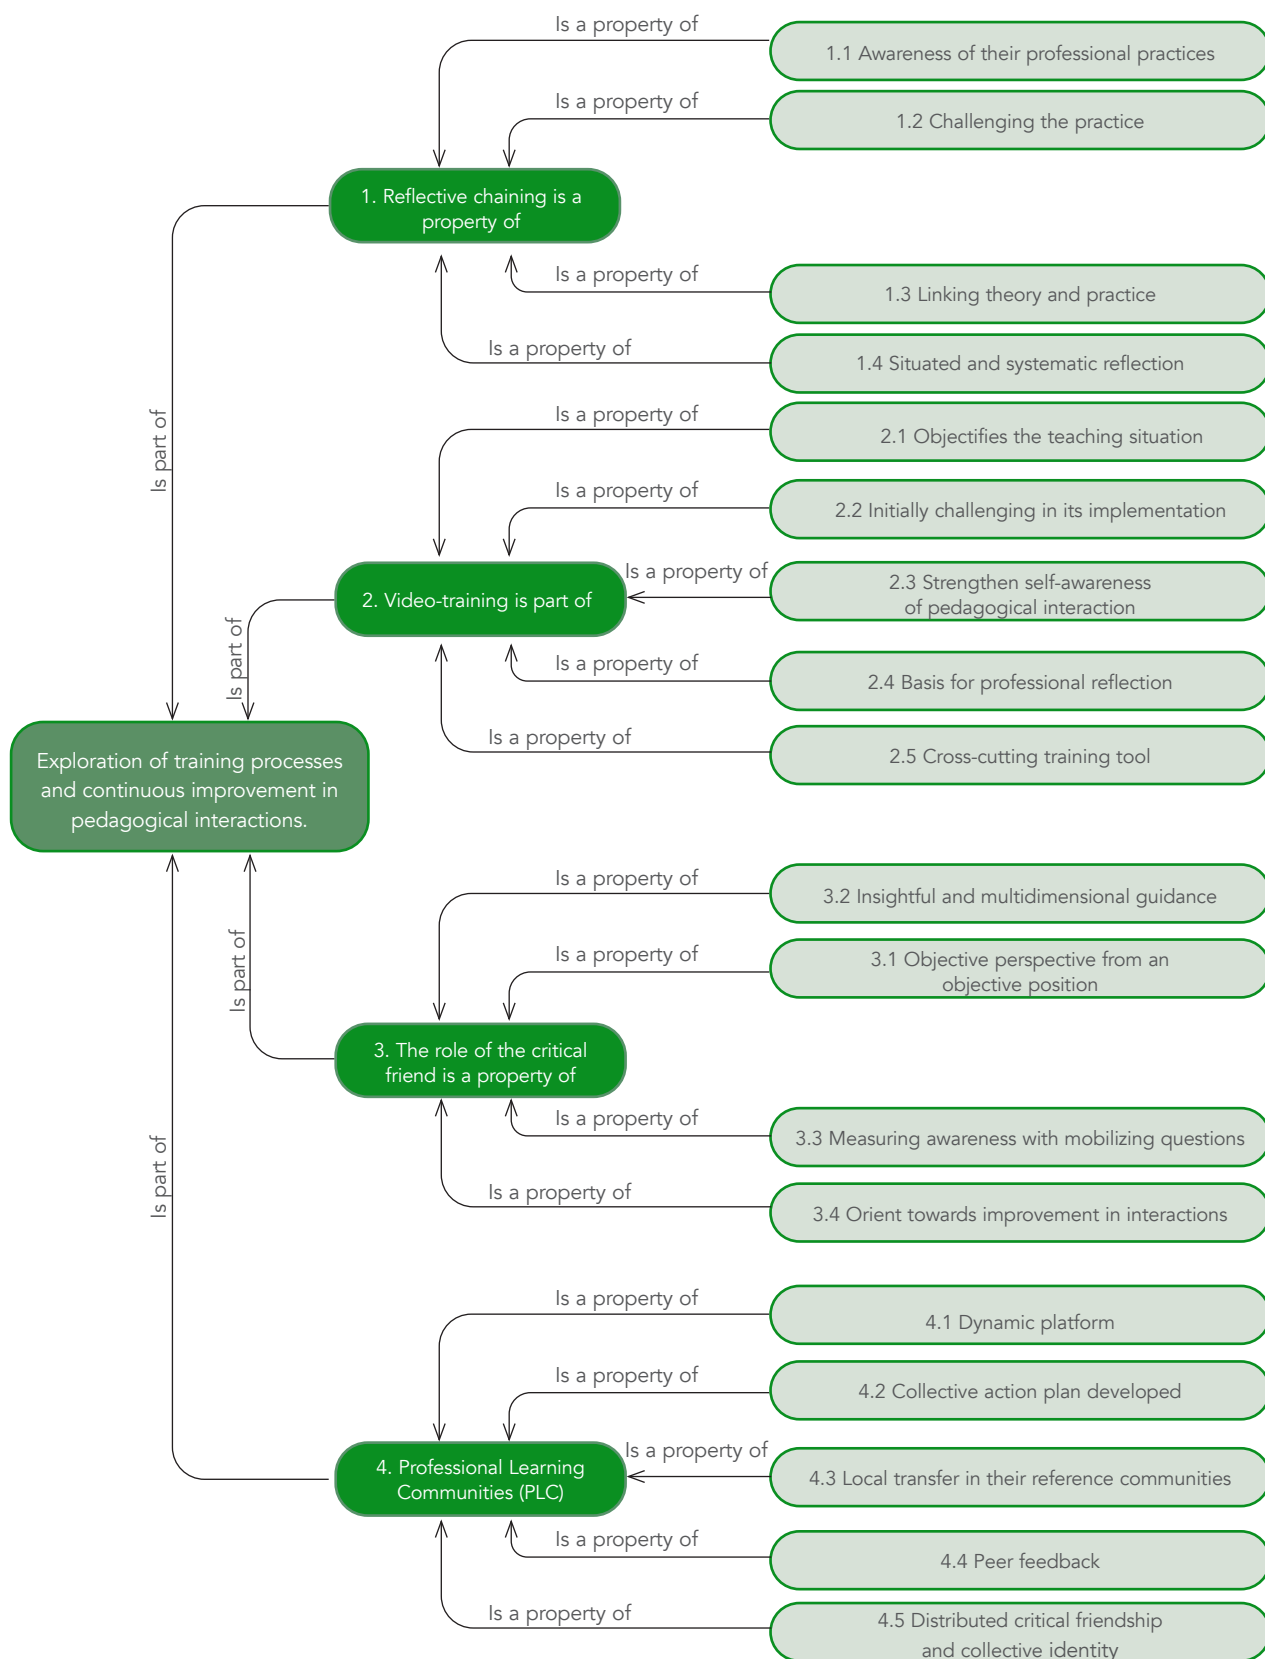 Is a property of
1.1 Awareness of their professional practices
Is a property of
1.2 Challenging the practice
1. Reflective chaining is a
property of
Is a property of
1.3 Linking theory and practice
Is a property of
1.4 Situated and systematic reflection
Is part of
Is a property of
2.1 Objectifies the teaching situation
Is a property of
2.2 Initially challenging in its implementation
2. Video-training is part of
Is a property of
2.3 Strengthen self-awareness
of pedagogical interaction
Is part of
Is a property of
2.4 Basis for professional reflection
Is a property of
2.5 Cross-cutting training tool
Exploration of training processes
and continuous improvement in
pedagogical interactions.
Is a property of
3.2 Insightful and multidimensional guidance
Is part of
Is a property of
3.1 Objective perspective from an
objective position
3. The role of the critical
friend is a property of
Is a property of
3.3 Measuring awareness with mobilizing questions
Is part of
Is a property of
3.4 Orient towards improvement in interactions
Is a property of
4.1 Dynamic platform
Is a property of
4.2 Collective action plan developed
4. Professional Learning
Communities (PLC)
Is a property of
4.3 Local transfer in their reference communities
Is a property of
4.4 Peer feedback
Is a property of
4.5 Distributed critical friendship
and collective identity